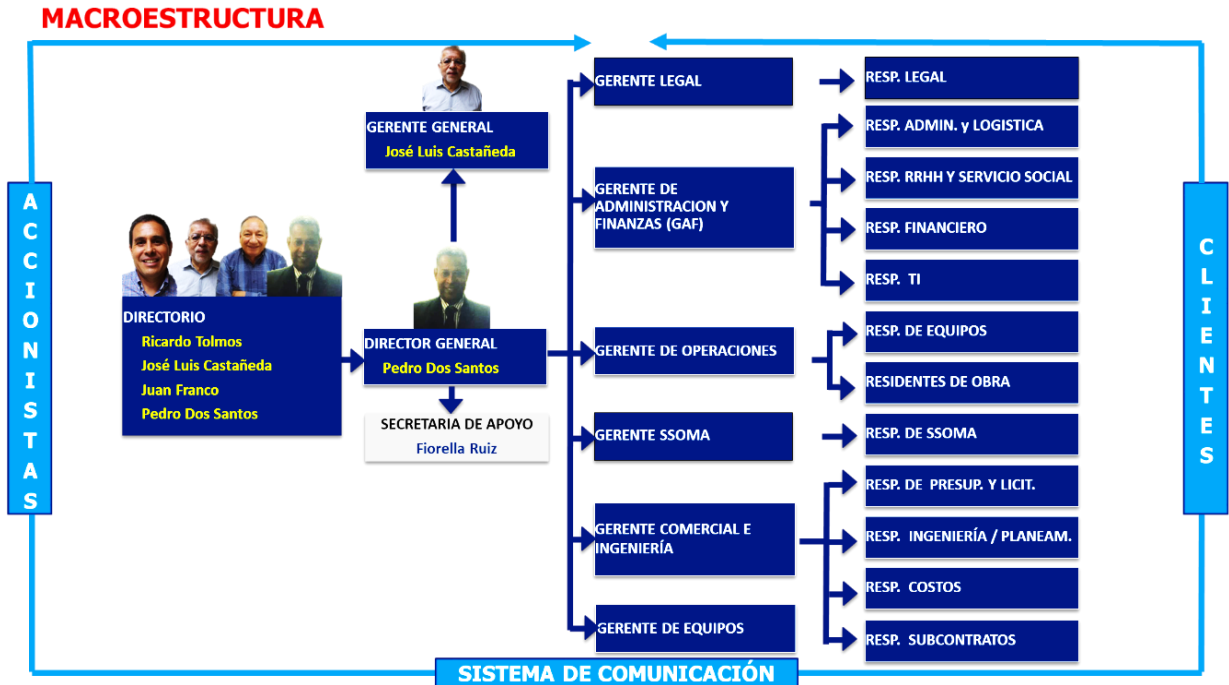 MACROESTRUCTURA
ACCIONISTAS
DIRECTORIO
Ricardo Tolmos
José Luis Castañeda
Juan Franco
Pedro Dos Santos
GERENTE GENERAL
José Luis Castañeda
DIRECTOR GENERAL
Pedro Dos Santos
SECRETARIA DE APOYO
Fiorella Ruiz
GERENTE LEGAL
GERENTE DE
ADMINISTRACION Y
FINANZAS (GAF)
GERENTE DE OPERACIONES
GERENTE SSOMA
GERENTE COMERCIAL E
INGENIERÍA
GERENTE DE EQUIPOS
RESP. LEGAL
RESP. ADMIN. y LOGISTICA
RESP. RRHH Y SERVICIO SOCIAL
RESP. FINANCIERO
RESP. TI
RESP. DE EQUIPOS
RESIDENTES DE OBRA
RESP. DE SSOMA
RESP. DE PRESUP. Y LICIT.
RESP. INGENIERÍA / PLANEAM.
RESP. COSTOS
RESP. SUBCONTRATOS
CLIENTES
SISTEMA DE COMUNICACIÓN